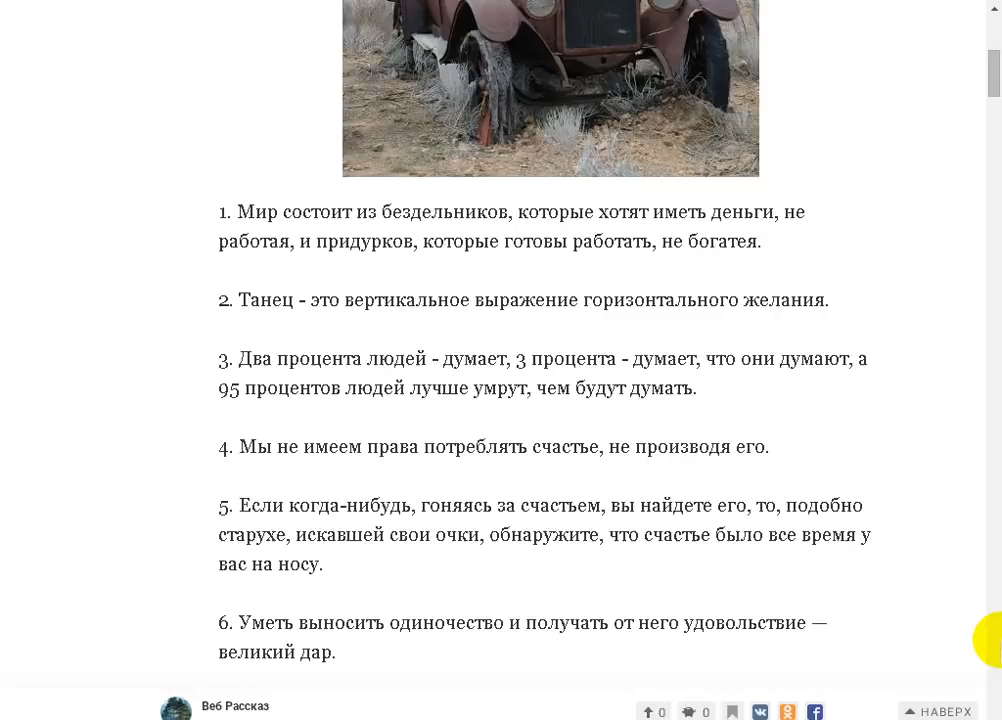 1. Мир состоит из бездельников, которые хотят иметь деньги, не
работая, и придурков, которые готовы работать, не богатея.
2. Танец - это вертикальное выражение горизонтального желания.
3. Два процента людей - думает, 3 процента - думает, что они думают, а
95 процентов людей лучше умрут, чем будут думать.
4. Мы не имеем права потреблять счастье, не производя его.
5. Если когда-нибудь, гоняясь за счастьем, вы найдете его, то, подобно
старухе, искавшей свои очки, обнаружите, что счастье было все время у
вас на носу.
6. Уметь выносить одиночество и получать от него удовольствие —
великий дар.
Веб Рассказ
0 0 НАВЕРХ